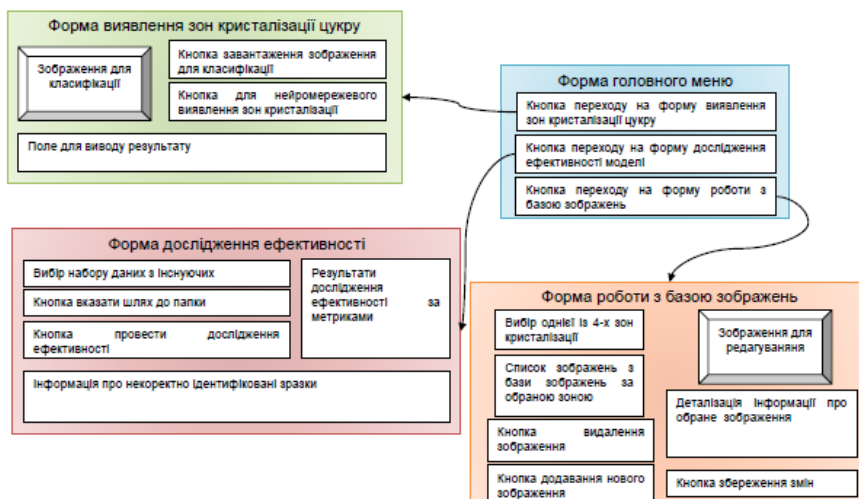 Форма виявлення зон кристалізації цукру
Зображення для
класифікації
Кнопка завантаження зображення
для класифікації
Кнопка для нейромережевого
виявлення зон кристалізації
Поле для виводу результату
Форма головного меню
Кнопка переходу на форму виявлення
зон кристалізації цукру
Кнопка переходу на форму дослідження
ефективності моделі
Кнопка переходу на форму роботи з
базою зображень
Форма дослідження ефективності
Вибір набору даних з існуючих
Кнопка вказати шлях до папки
Кнопка провести дослідження
ефективності
Результати
дослідження
ефективності за
метриками
Інформація про некоректно ідентифіковані зразки
Форма роботи з базою зображень
Вибір однієї із 4-х зон
кристалізації
Список зображень з
бази зображень за
обраною зоною
Кнопка видалення
зображення
Кнопка додавання нового
зображення
Зображення для
редагуваняня
Деталізація інформації про
обране зображення
Кнопка збереження змін